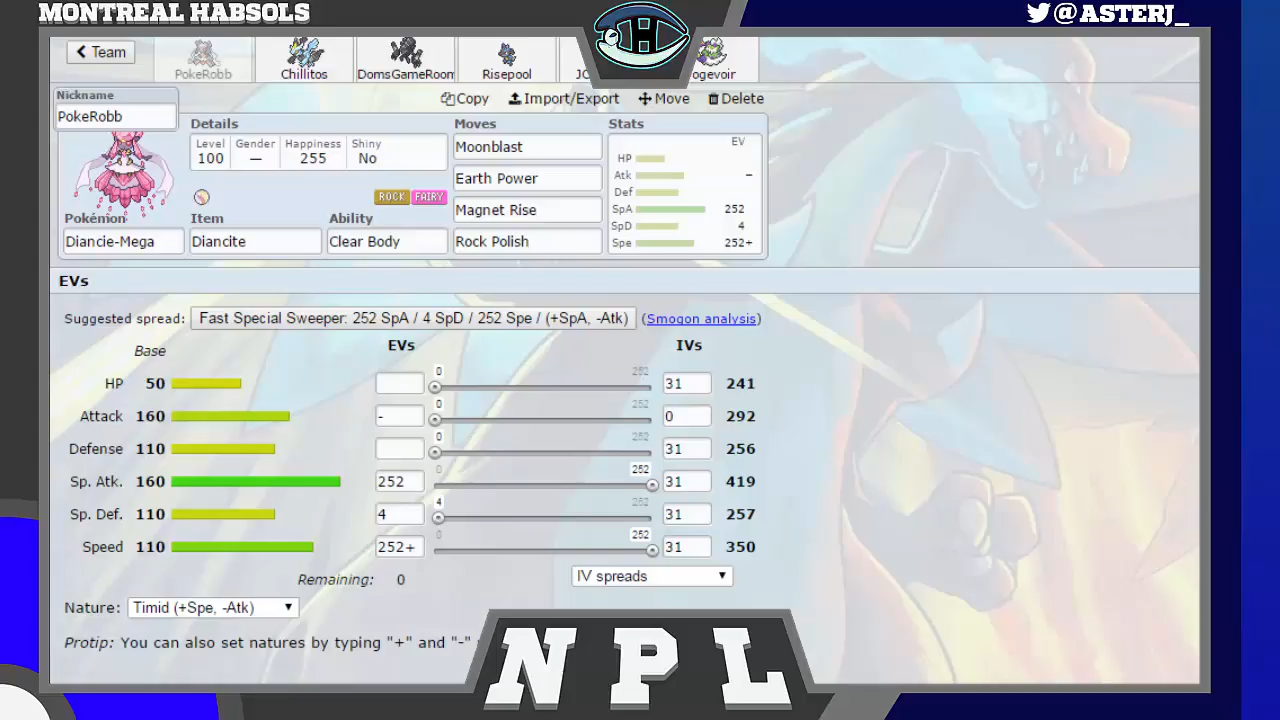 MONTREAL HABSOLS
@ASTERJ_
H
Team
PokeRobb
Chillitos
DomsGameRoom
Risepool
Nickname
PokeRobb
Copy
Import/Export
Move
Delete
Details
Level
Gender
Happiness
Shiny
100
—
255
No
ROCK
FAIRY
Pokémon
Item
Ability
Diancie-Mega
Diancite
Clear Body
Moves
Moonblast
Earth Power
Magnet Rise
Rock Polish
Stats
EV
HP
Atk –
Def
SpA 252
SpD 4
Spe 252+
EVs
Suggested spread: Fast Special Sweeper: 252 SpA / 4 SpD / 252 Spe / (+SpA, -Atk) (Smogon analysis)
Base EVs IVs
0 252
HP 50 31 241
0 252
Attack 160 - 0 292
0 252
Defense 110 31 256
0 252
Sp. Atk. 160 252 31 419
4 252
Sp. Def. 110 4 31 257
0 252
Speed 110 252+ 31 350
Remaining: 0 IV spreads
Nature: Timid (+Spe, -Atk)
Protip: You can also set natures by typing "+" and "-"
NPL